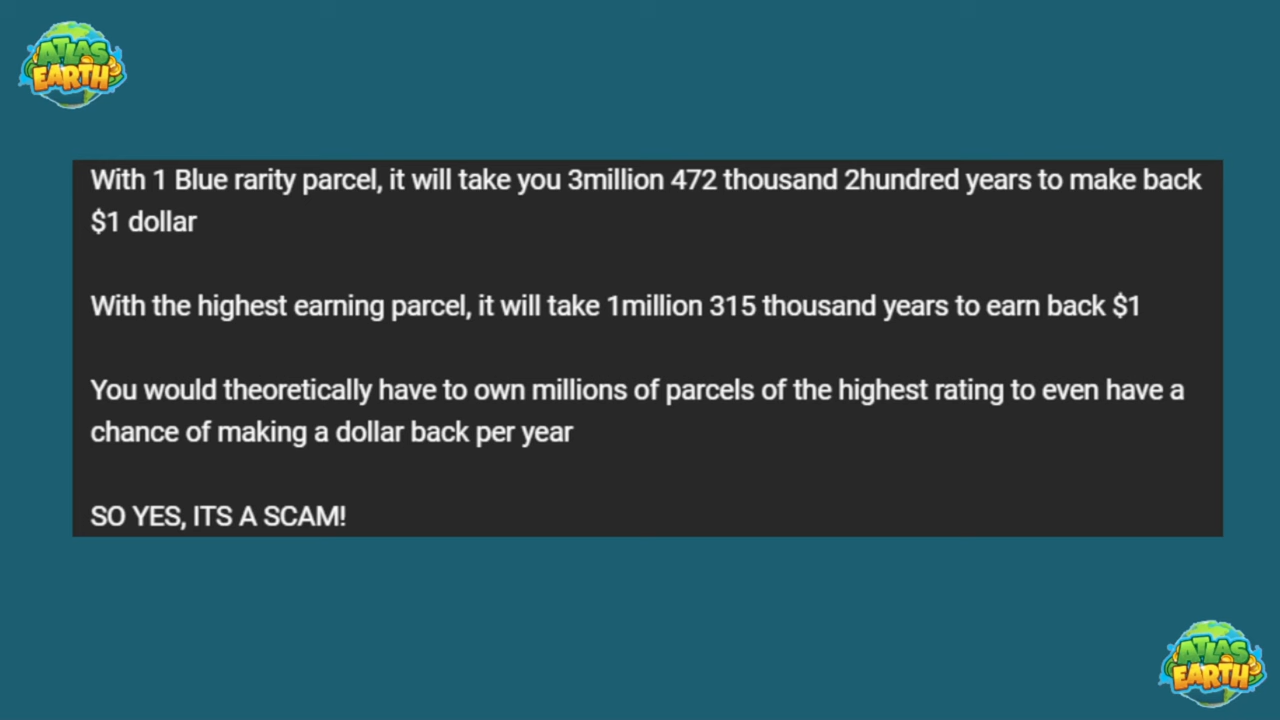 ATLAS
EARTH
With 1 Blue rarity parcel, it will take you 3million 472 thousand 2hundred years to make back
$1 dollar
With the highest earning parcel, it will take 1million 315 thousand years to earn back $1
You would theoretically have to own millions of parcels of the highest rating to even have a
chance of making a dollar back per year
SO YES, ITS A SCAM!
ATLAS
EARTH